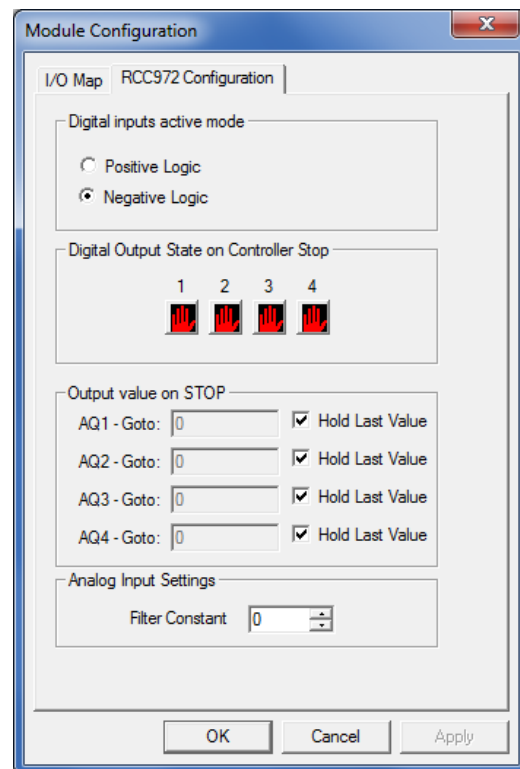 Module Configuration
I/O Map RCC972 Configuration
Digital inputs active mode
Positive Logic
Negative Logic
Digital Output State on Controller Stop
1 2 3 4
Output value on STOP
AQ1 - Goto: 0 Hold Last Value
AQ2 - Goto: 0 Hold Last Value
AQ3 - Goto: 0 Hold Last Value
AQ4 - Goto: 0 Hold Last Value
Analog Input Settings
Filter Constant 0
OK Cancel Apply